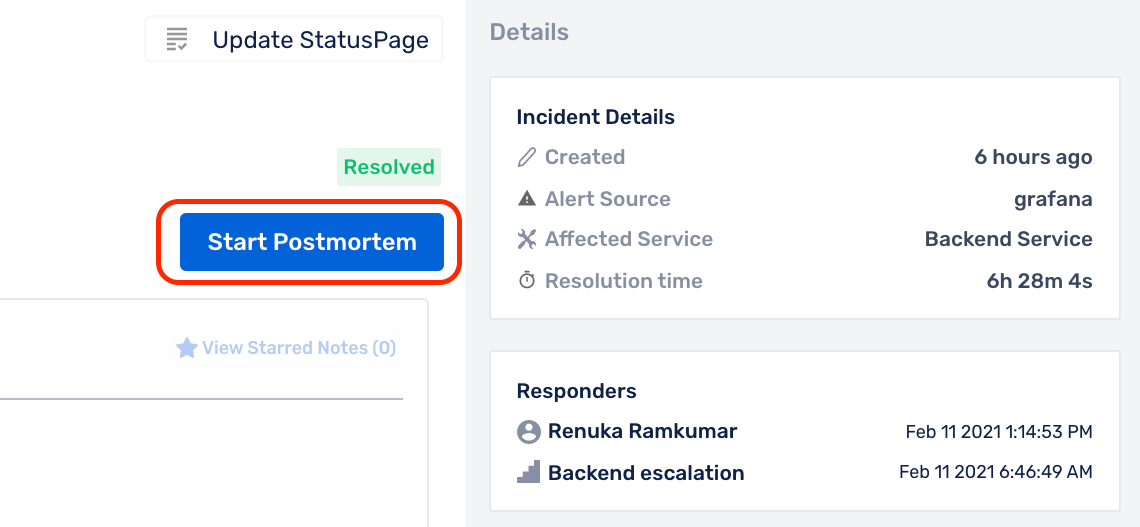 Update StatusPage
Resolved
Start Postmortem
View Starred Notes (0)
Details
Incident Details
Created 6 hours ago
Alert Source grafana
Affected Service Backend Service
Resolution time 6h 28m 4s
Responders
Renuka Ramkumar Feb 11 2021 1:14:53 PM
Backend escalation Feb 11 2021 6:46:49 AM